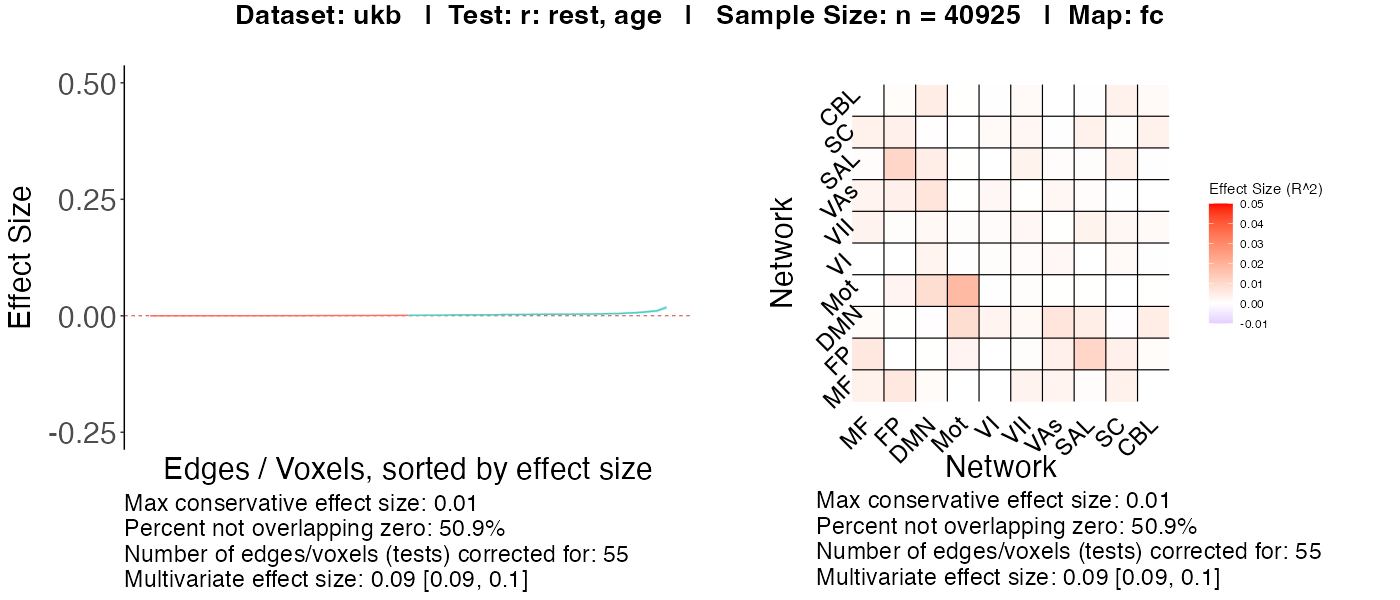 Dataset: ukb | Test: r: rest, age | Sample Size: n = 40925 | Map: fc
0.50
0.25
0.00
-0.25
Effect Size
Edges / Voxels, sorted by effect size
Max conservative effect size: 0.01
Percent not overlapping zero: 50.9%
Number of edges/voxels (tests) corrected for: 55
Multivariate effect size: 0.09 [0.09, 0.1]
Network
CBL
SC
SAL
VAs
VII
VI
Mot
DMN
FP
MF
MF
FP
DMN
Mot
VI
VII
VAs
SAL
SC
CBL
Network
Effect Size (R^2)
0.05
0.04
0.03
0.02
0.01
0.00
-0.01
Max conservative effect size: 0.01
Percent not overlapping zero: 50.9%
Number of edges/voxels (tests) corrected for: 55
Multivariate effect size: 0.09 [0.09, 0.1]